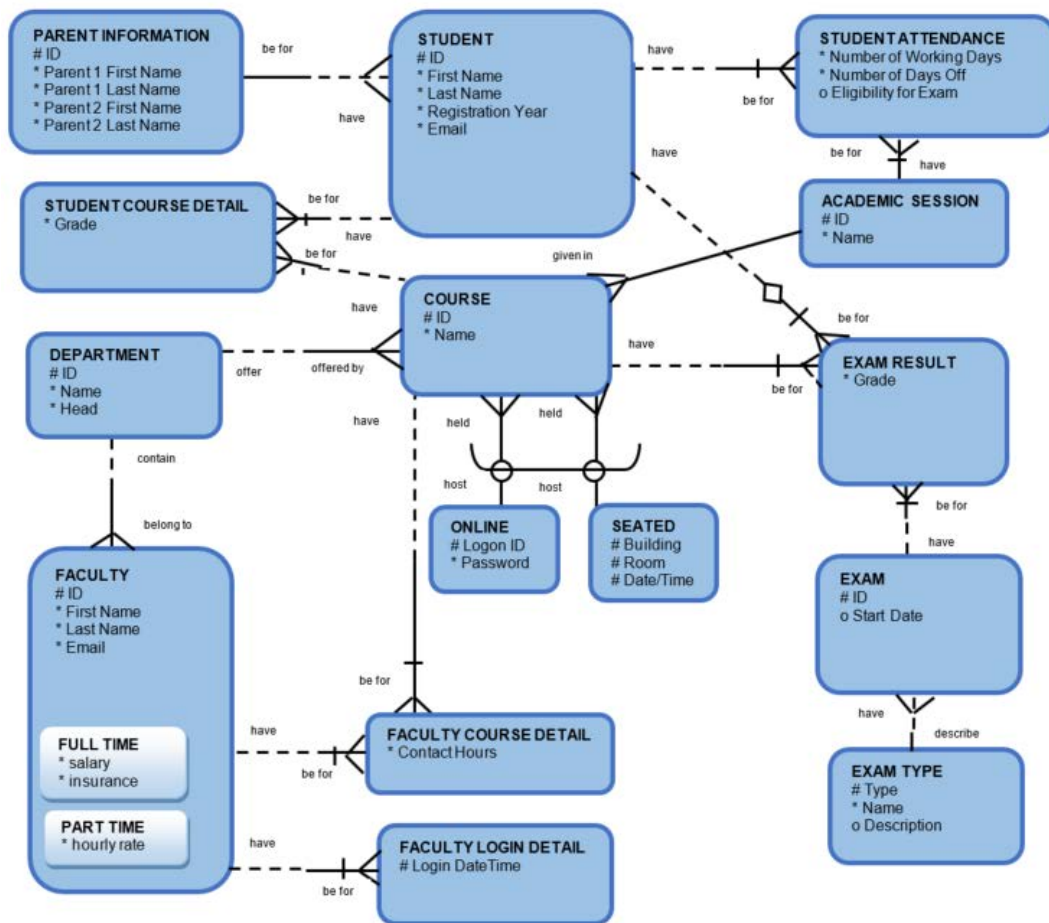 PARENT INFORMATION
# ID
* Parent 1 First Name
* Parent 1 Last Name
* Parent 2 First Name
* Parent 2 Last Name
be for
have
STUDENT
# ID
* First Name
* Last Name
* Registration Year
* Email
have
be for
STUDENT ATTENDANCE
* Number of Working Days
* Number of Days Off
o Eligibility for Exam
be for
have
ACADEMIC SESSION
# ID
* Name
given in
have
be for
STUDENT COURSE DETAIL
* Grade
be for
have
be for
have
COURSE
# ID
* Name
have
be for
EXAM RESULT
* Grade
DEPARTMENT
# ID
* Name
* Head
offer
offered by
have
held
held
host
host
ONLINE
# Logon ID
* Password
SEATED
# Building
# Room
# Date/Time
be for
have
EXAM
# ID
o Start Date
contain
belong to
FACULTY
# ID
* First Name
* Last Name
* Email
FULL TIME
* salary
* insurance
PART TIME
* hourly rate
be for
have
be for
FACULTY COURSE DETAIL
* Contact Hours
have
describe
EXAM TYPE
# Type
* Name
o Description
have
be for
FACULTY LOGIN DETAIL
# Login DateTime